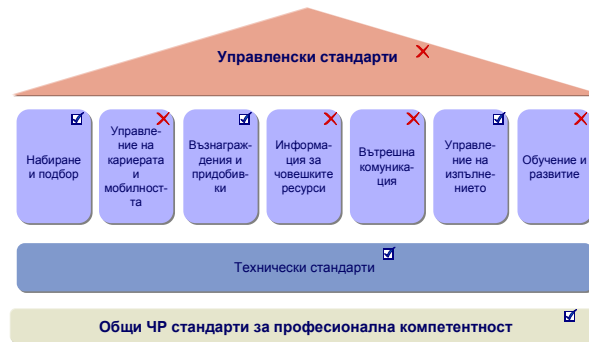 Управленски стандарти
Набиране
и подбор
Управле-
ние на
кариерата
и
мобилност-
та
Възнаграж-
дения и
придобив-
ки
Информа-
ция за
човешките
ресурси
Вътрешна
комуника-
ция
Управле-
ние на
изпълне-
нието
Обучение и
развитие
Технически стандарти
Общи ЧР стандарти за професионална компетентност